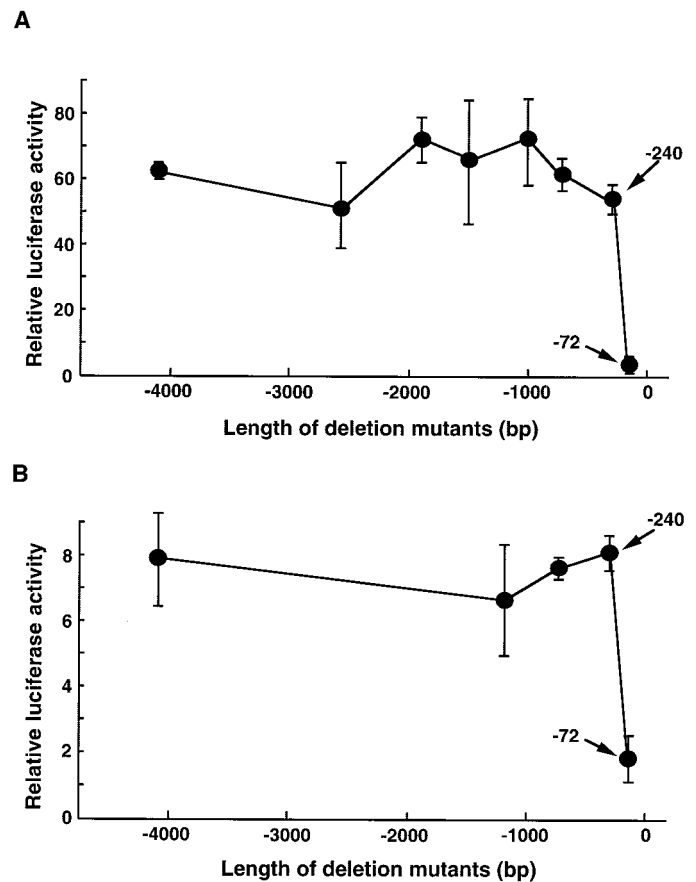 A
Relative luciferase activity
80
60
40
20
0
-240
-72
-4000 -3000 -2000 -1000 0
Length of deletion mutants (bp)
B
Relative luciferase activity
8
6
4
2
0
-240
-72
-4000 -3000 -2000 -1000 0
Length of deletion mutants (bp)